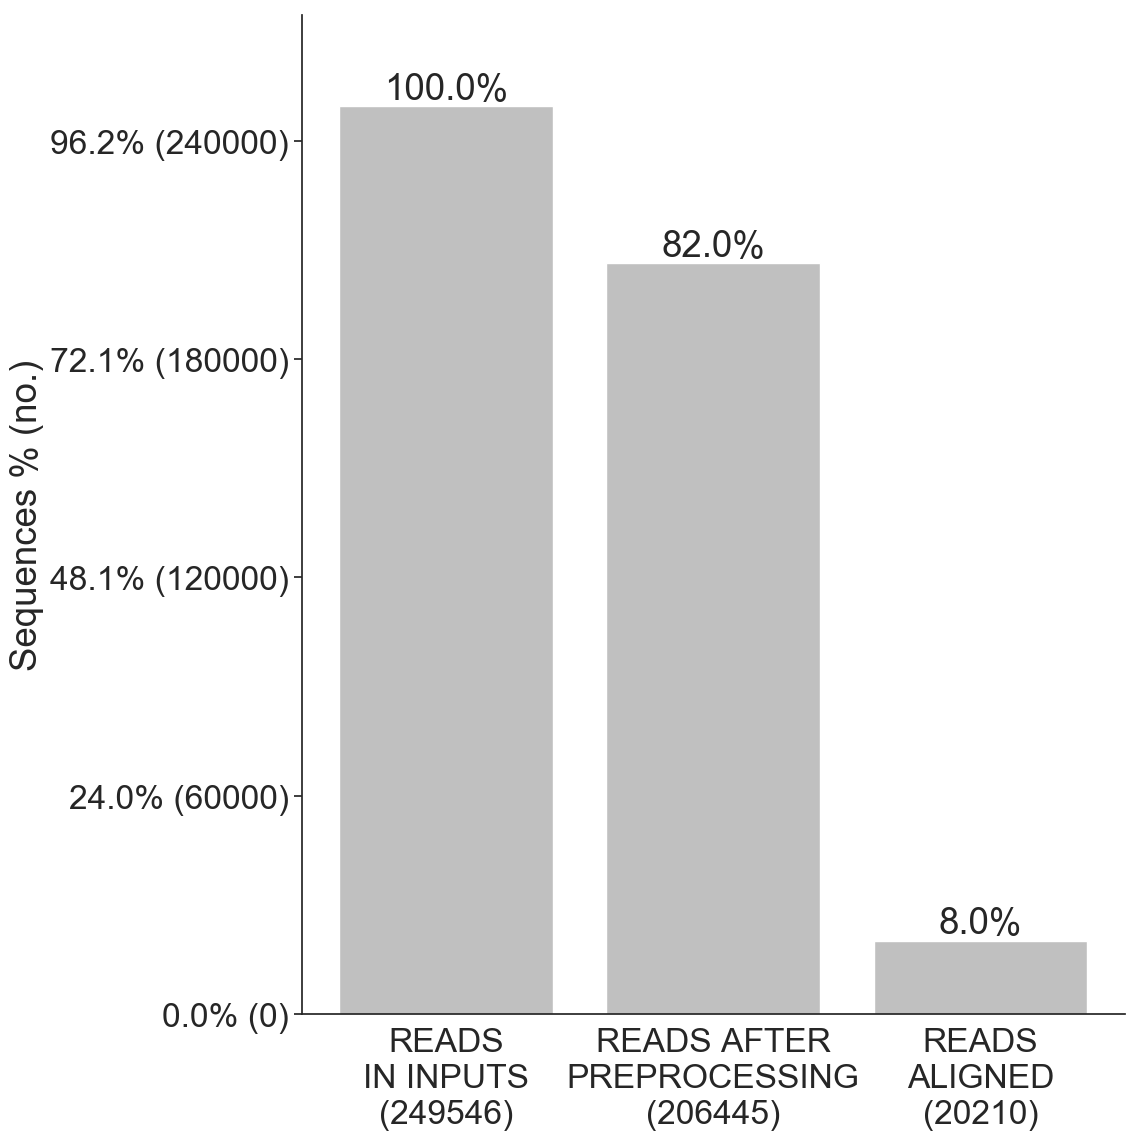 100.0%
96.2% (240000)
82.0%
72.1% (180000)
Sequences % (no.)
48.1% (120000)
24.0% (60000)
8.0%
0.0% (0)
READS
IN INPUTS
(249546)
READS AFTER
PREPROCESSING
(206445)
READS
ALIGNED
(20210)